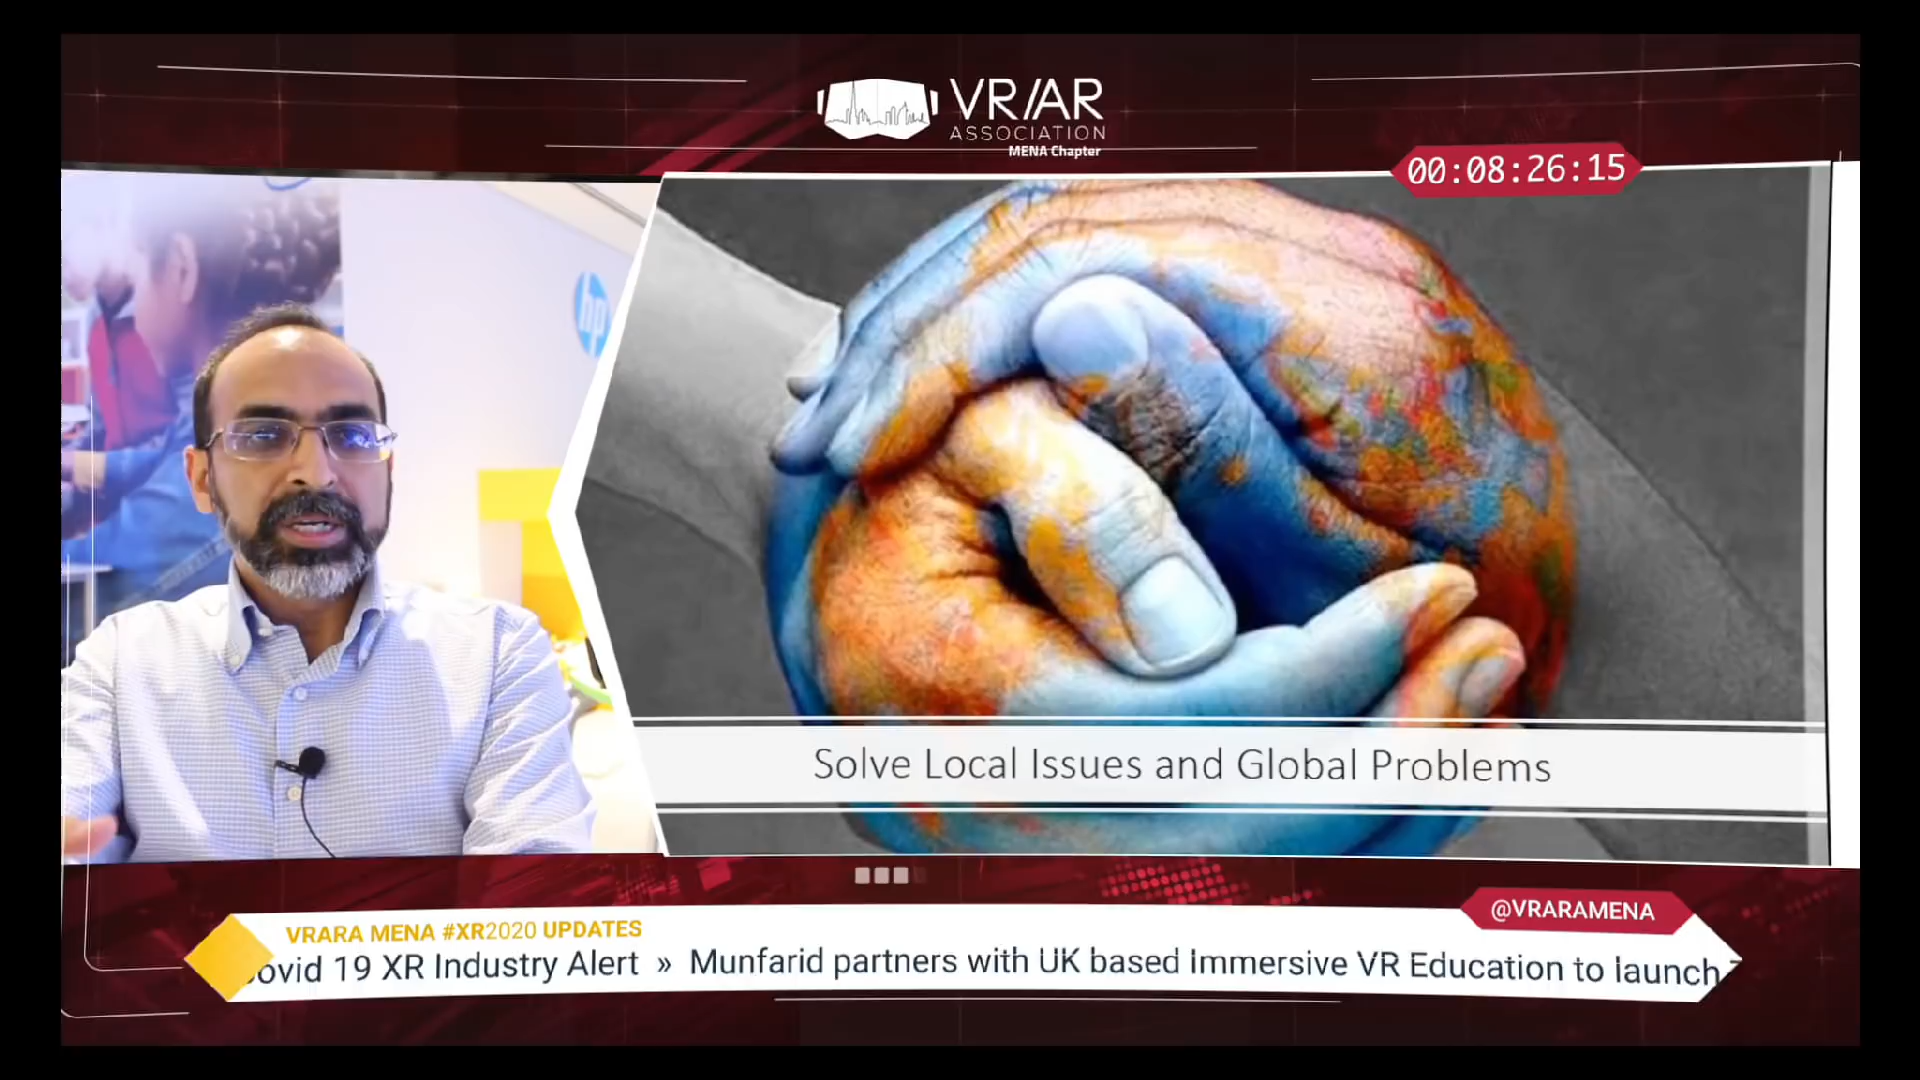 VR/AR
ASSOCIATION
MENA Chapter
00:08:26:15
hp
Solve Local Issues and Global Problems
@VRARAMENA
VRARA MENA #XR2020 UPDATES
ovid 19 XR Industry Alert » Munfarid partners with UK based Immersive VR Education to launch